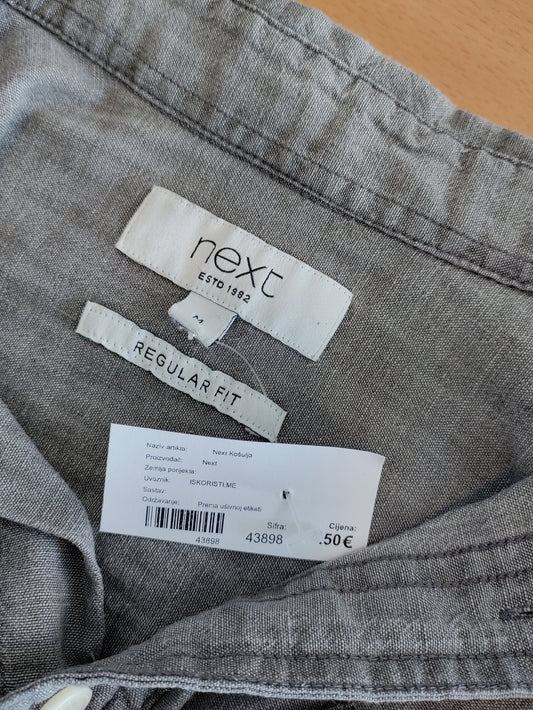 next
ESTD 1982
M
REGULAR FIT
Naziv artikla: Next Košulja
Proizvođač: Next
Zemlja porijekla:
Uvoznik: ISKORISTI.ME
Sastav:
Održavanje: Prema ušivnoj etiketi
Šifra: Cijena:
43898 43898 .50€